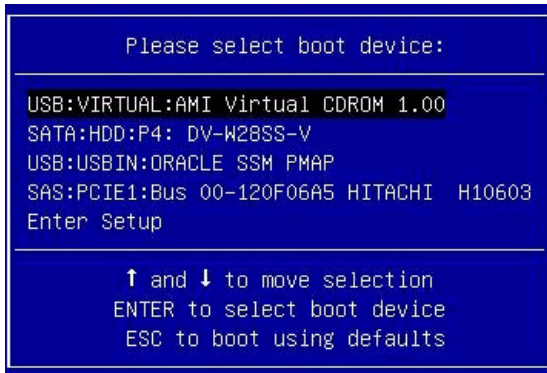 Please select boot device:
USB:VIRTUAL:AMI Virtual CDROM 1.00
SATA:HDD:P4: DV-W28SS-V
USB:USBIN:ORACLE SSM PMAP
SAS:PCIE1:Bus 00-120F06A5 HITACHI H10603
Enter Setup
↑ and ↓ to move selection
ENTER to select boot device
ESC to boot using defaults